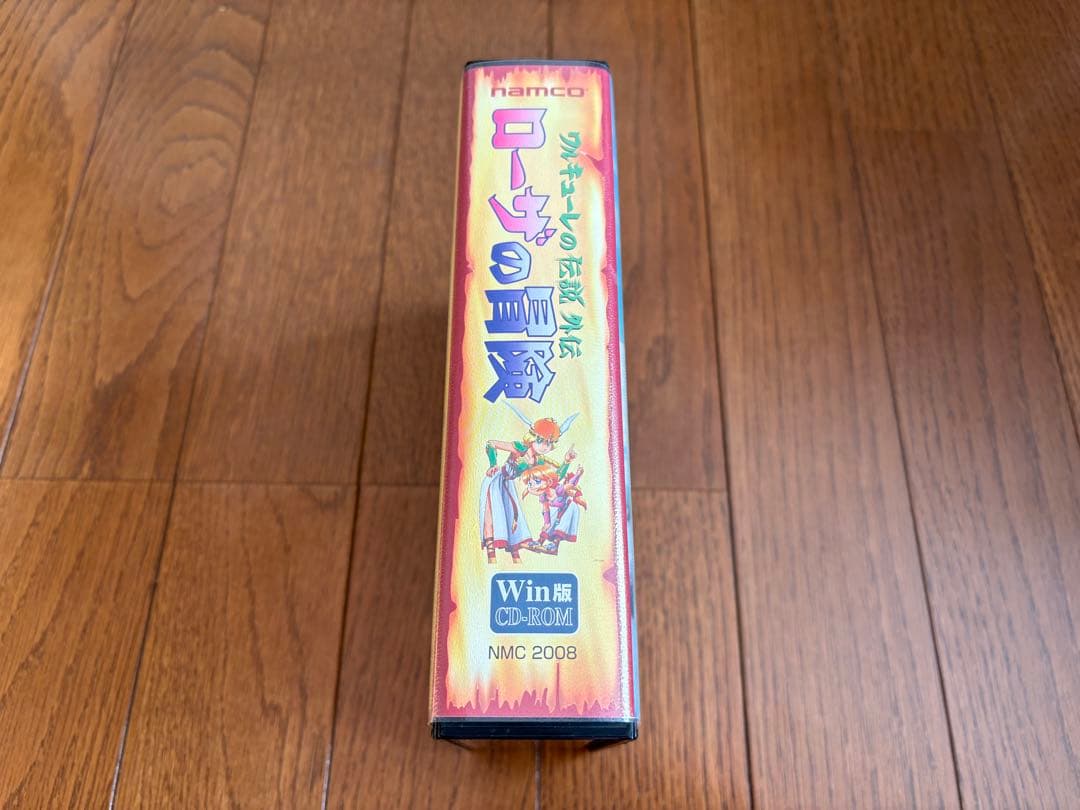 namco
ワルキューレの伝説 外伝
ローザの冒険
Win版
CD-ROM
NMC 2008